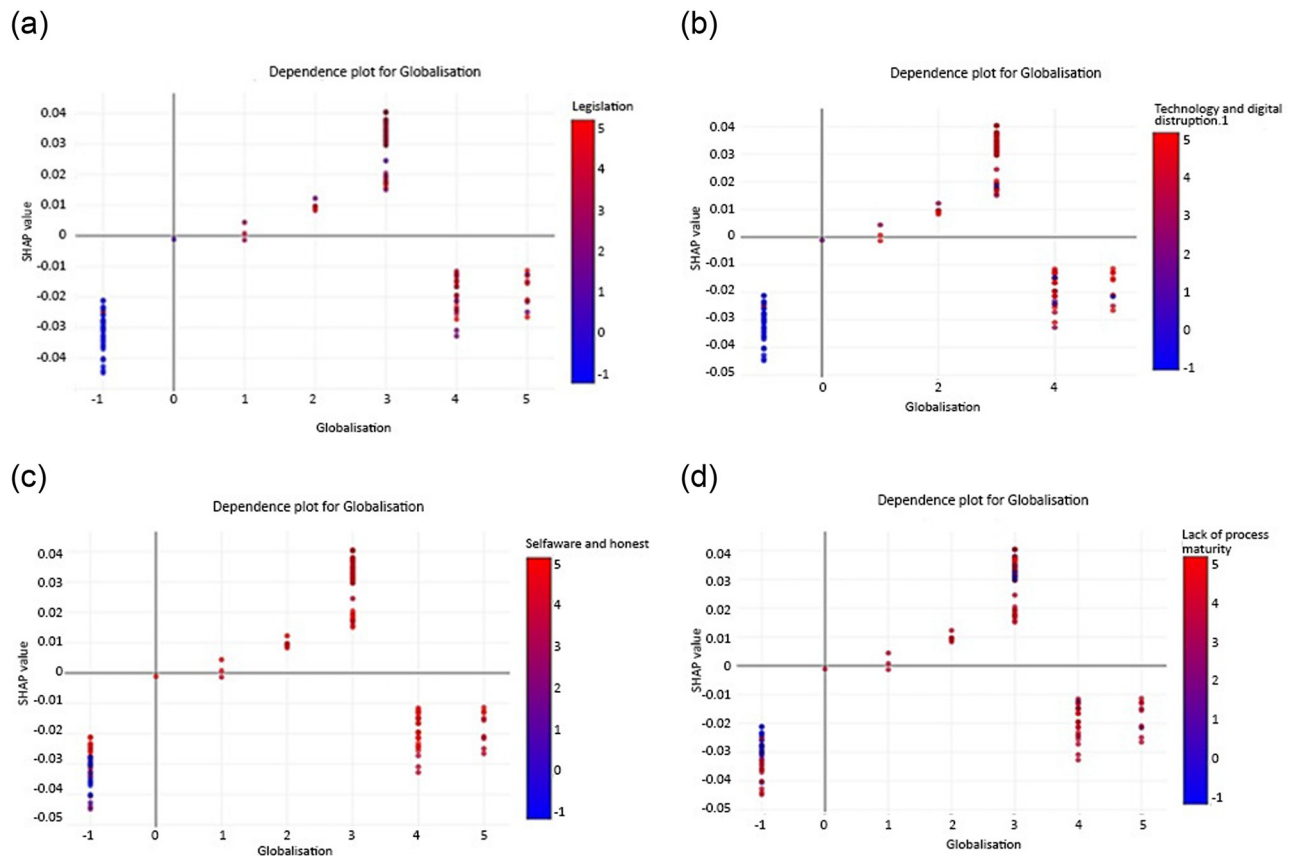 (a)
Dependence plot for Globalisation
Legislation
SHAP value
0.04
0.03
0.02
0.01
0
-0.01
-0.02
-0.03
-0.04
-1 0 1 2 3 4 5
Globalisation
5
4
3
2
1
0
-1
(b)
Dependence plot for Globalisation
Technology and digital
distruption.1
SHAP value
0.04
0.03
0.02
0.01
0
-0.01
-0.02
-0.03
-0.04
-0.05
0 2 4
Globalisation
5
4
3
2
1
0
-1
(c)
Dependence plot for Globalisation
Selfaware and honest
SHAP value
0.04
0.03
0.02
0.01
0
-0.01
-0.02
-0.03
-0.04
-0.05
-1 0 1 2 3 4 5
Globalisation
5
4
3
2
1
0
-1
(d)
Dependence plot for Globalisation
Lack of process
maturity
SHAP value
0.04
0.03
0.02
0.01
0
-0.01
-0.02
-0.03
-0.04
-0.05
-1 0 1 2 3 4 5
Globalisation
5
4
3
2
1
0
-1